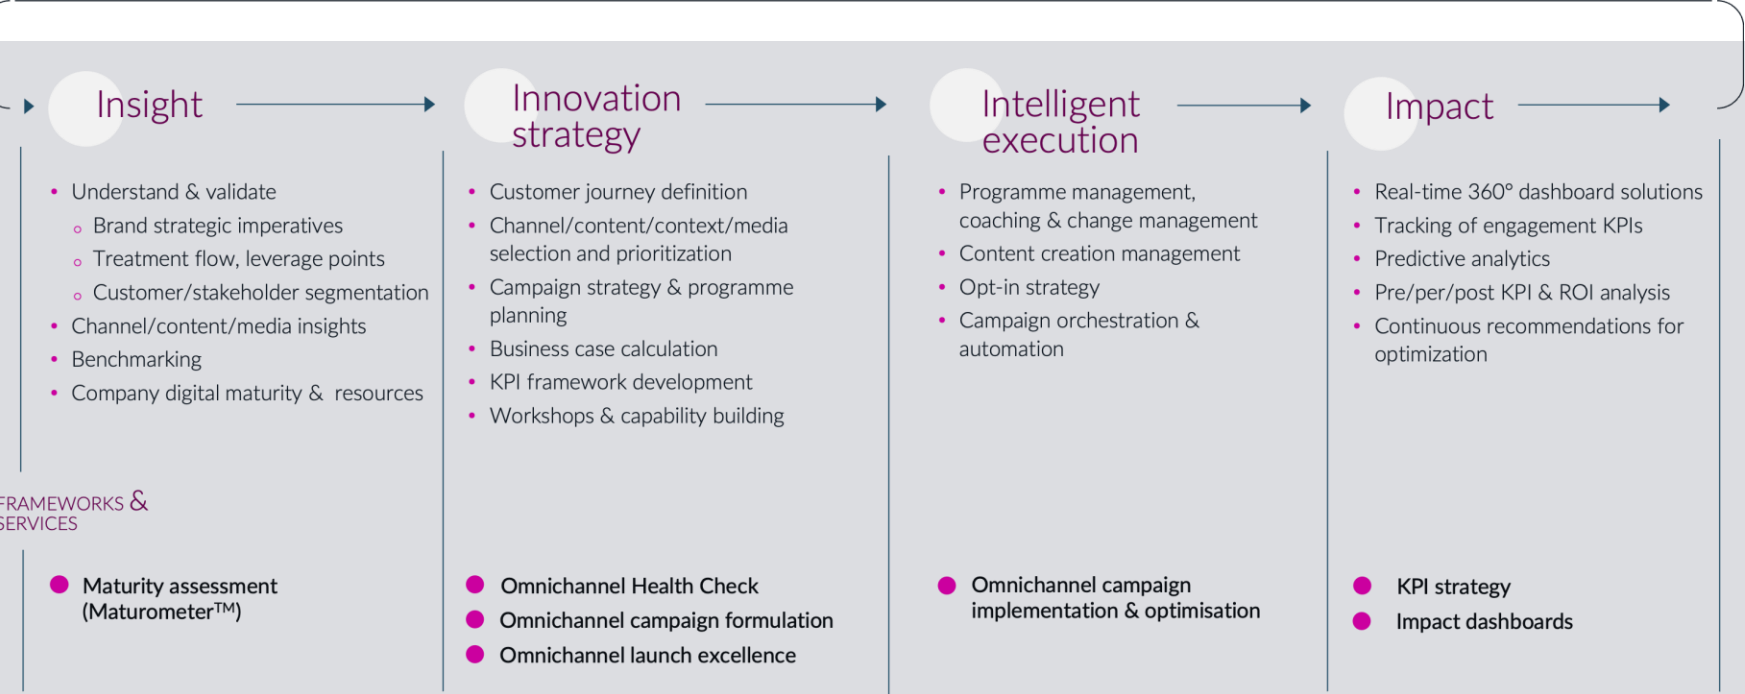 Insight
• Understand & validate
o Brand strategic imperatives
o Treatment flow, leverage points
o Customer/stakeholder segmentation
• Channel/content/media insights
• Benchmarking
• Company digital maturity & resources
Innovation
strategy
• Customer journey definition
• Channel/content/context/media
selection and prioritization
• Campaign strategy & programme
planning
• Business case calculation
• KPI framework development
• Workshops & capability building
Intelligent
execution
• Programme management,
coaching & change management
• Content creation management
• Opt-in strategy
• Campaign orchestration &
automation
Impact
• Real-time 360° dashboard solutions
• Tracking of engagement KPIs
• Predictive analytics
• Pre/per/post KPI & ROI analysis
• Continuous recommendations for
optimization
FRAMEWORKS &
SERVICES
● Maturity assessment
(Maturometer™)
● Omnichannel Health Check
● Omnichannel campaign formulation
● Omnichannel launch excellence
● Omnichannel campaign
implementation & optimisation
● KPI strategy
● Impact dashboards